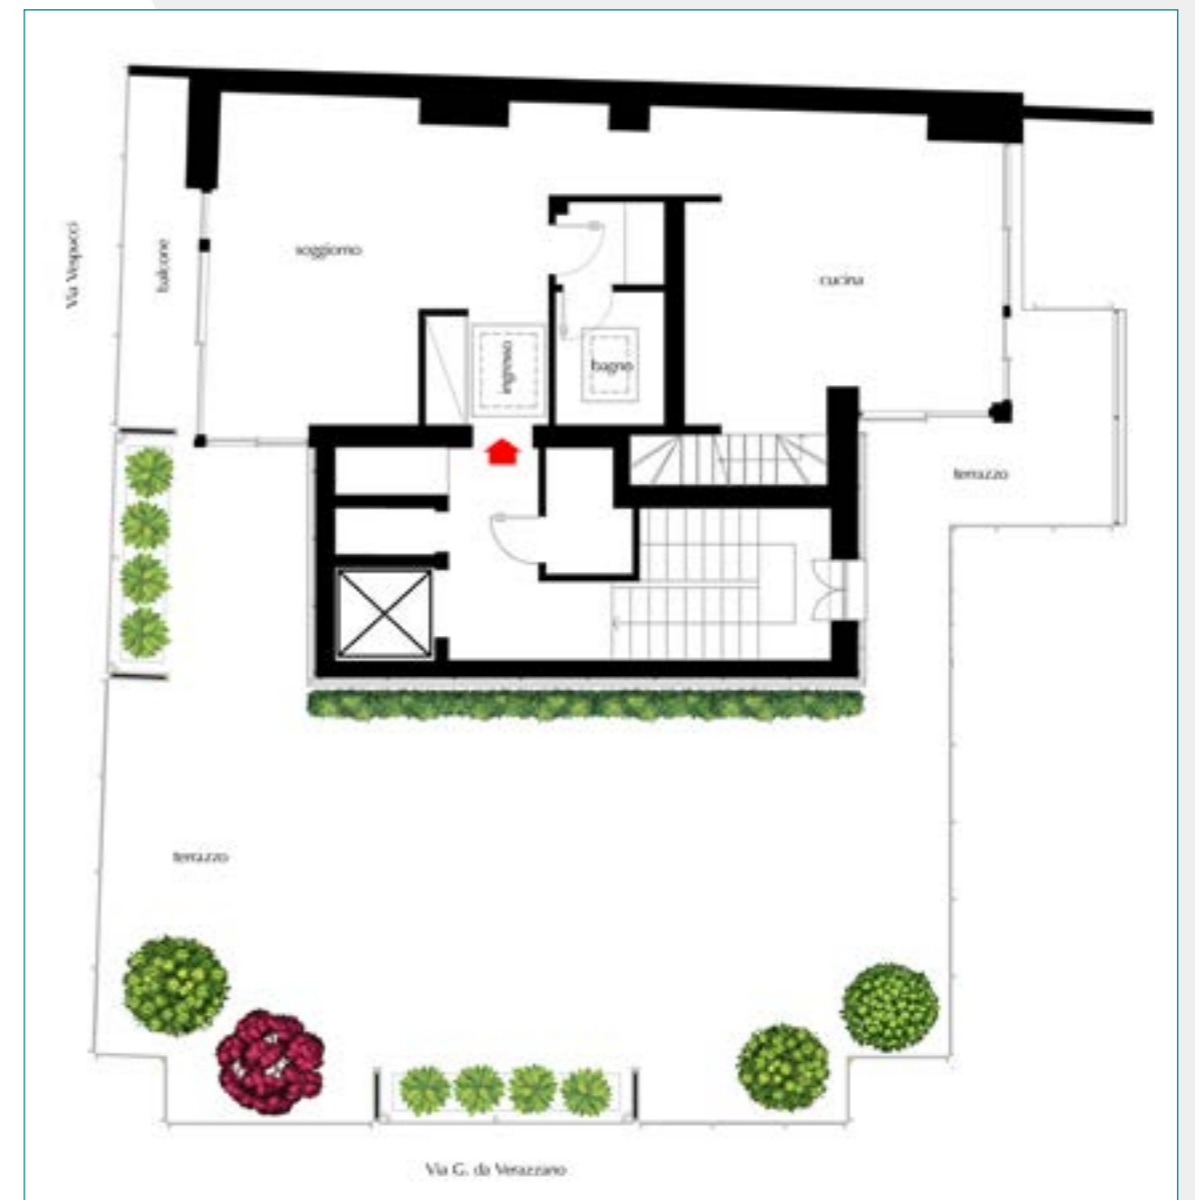 Via Vespucci
balcone
soggiorno
cucina
ingresso
bagno
terrazzo
terrazzo
Via G. da Verazzano